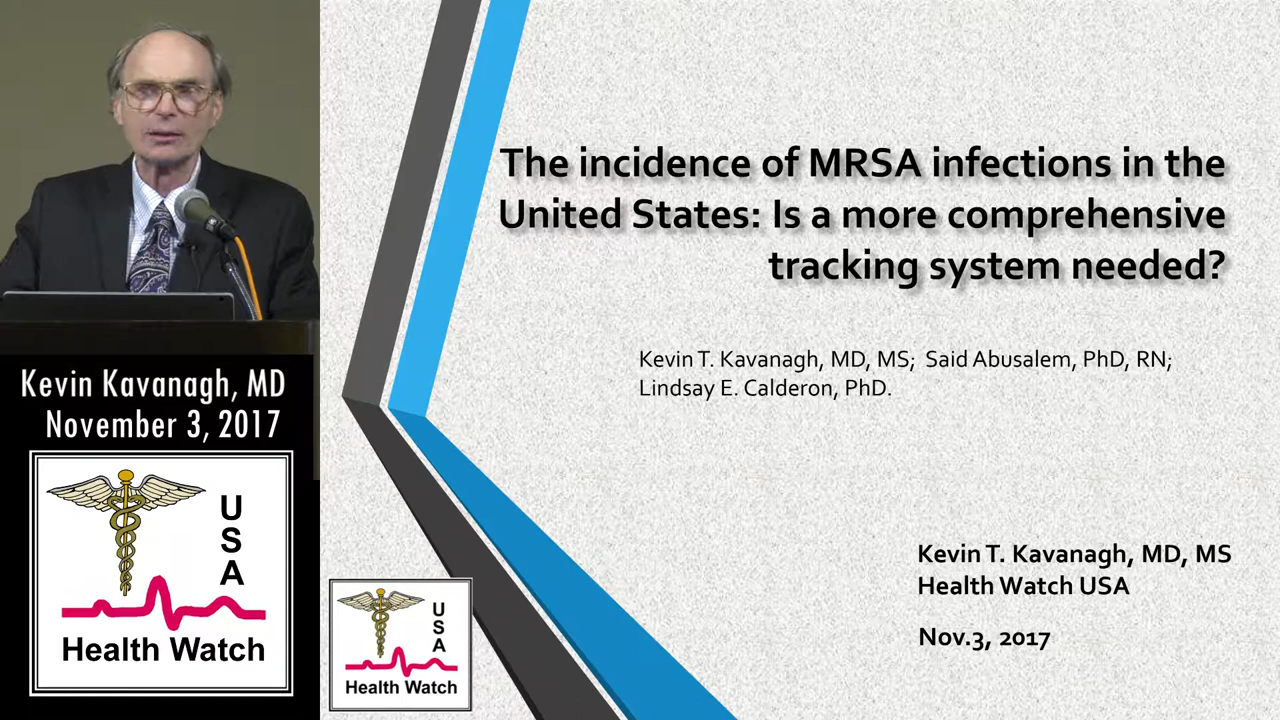 Kevin Kavanagh, MD
November 3, 2017
U
S
A
Health Watch
The incidence of MRSA infections in the
United States: Is a more comprehensive
tracking system needed?
Kevin T. Kavanagh, MD, MS;  Said Abusalem, PhD, RN;
Lindsay E. Calderon, PhD.
Kevin T. Kavanagh, MD, MS
Health Watch USA
Nov.3, 2017
U
S
A
Health Watch